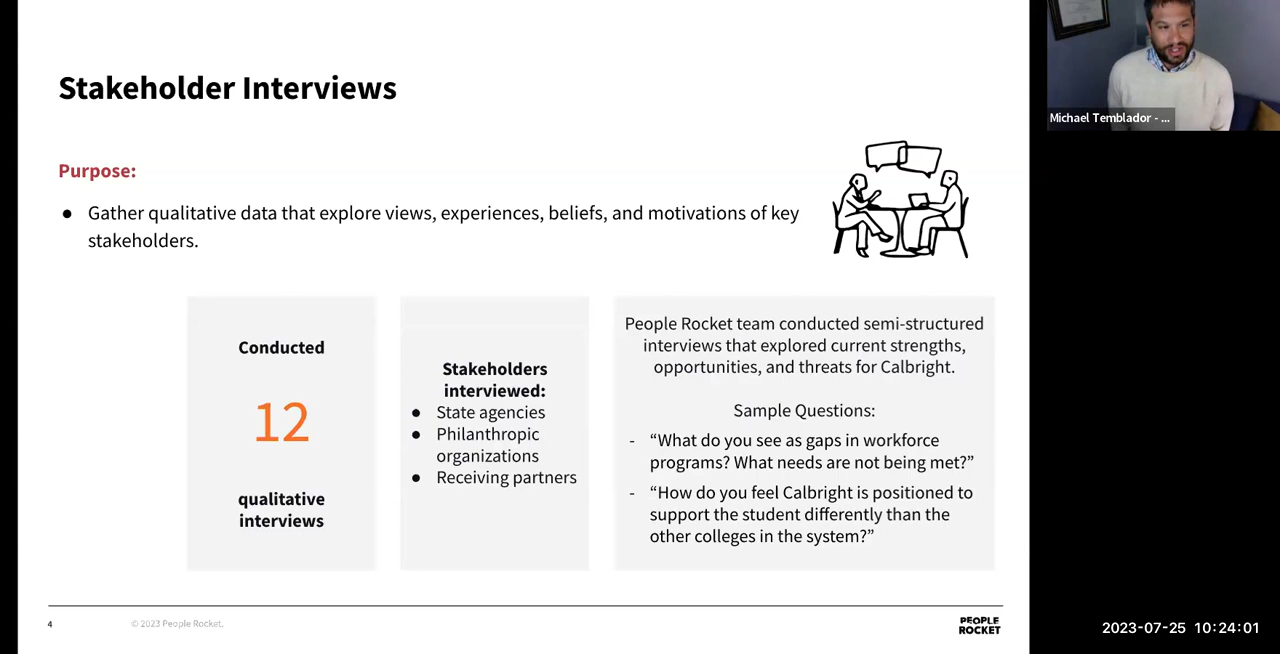 Stakeholder Interviews
Purpose:
● Gather qualitative data that explore views, experiences, beliefs, and motivations of key
stakeholders.
Conducted
12
qualitative
interviews
Stakeholders
interviewed:
● State agencies
● Philanthropic
organizations
● Receiving partners
People Rocket team conducted semi-structured
interviews that explored current strengths,
opportunities, and threats for Calbright.
Sample Questions:
- “What do you see as gaps in workforce
programs? What needs are not being met?”
- “How do you feel Calbright is positioned to
support the student differently than the
other colleges in the system?”
4
© 2023 People Rocket.
PEOPLE
ROCKET
Michael Temblador - ...
2023-07-25 10:24:01